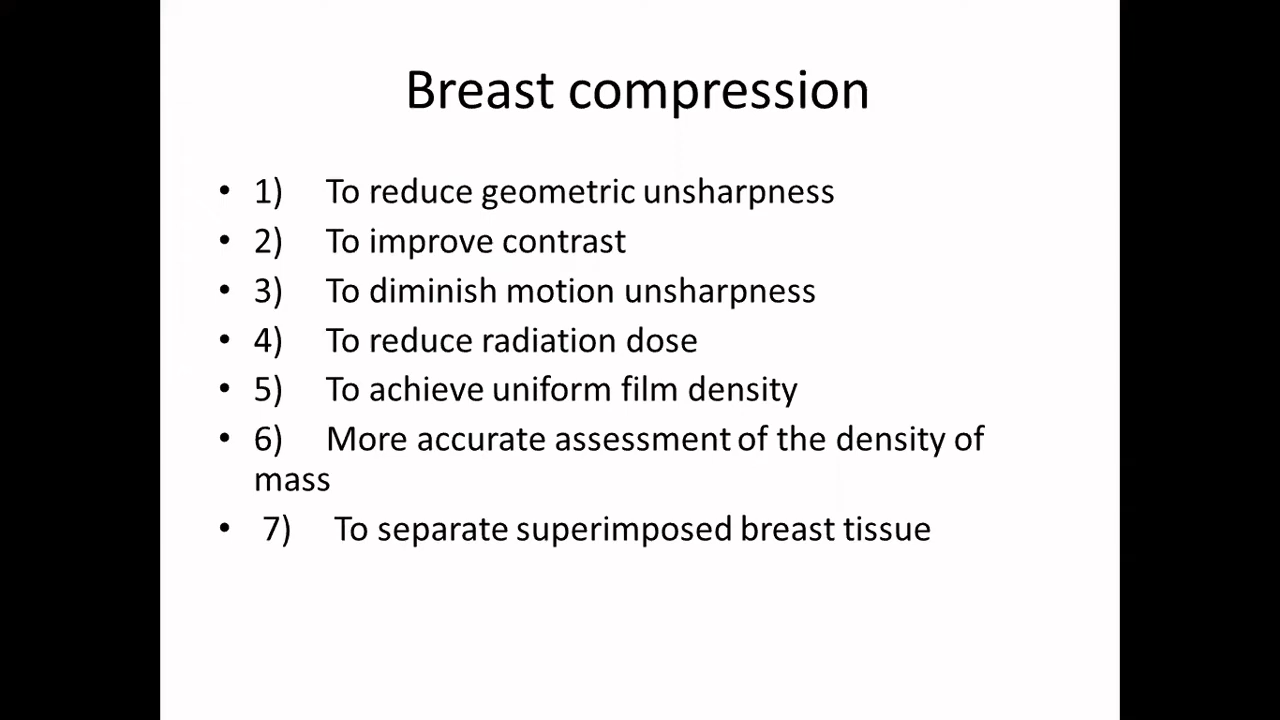 Breast compression
• 1) To reduce geometric unsharpness
• 2) To improve contrast
• 3) To diminish motion unsharpness
• 4) To reduce radiation dose
• 5) To achieve uniform film density
• 6) More accurate assessment of the density of
mass
• 7) To separate superimposed breast tissue